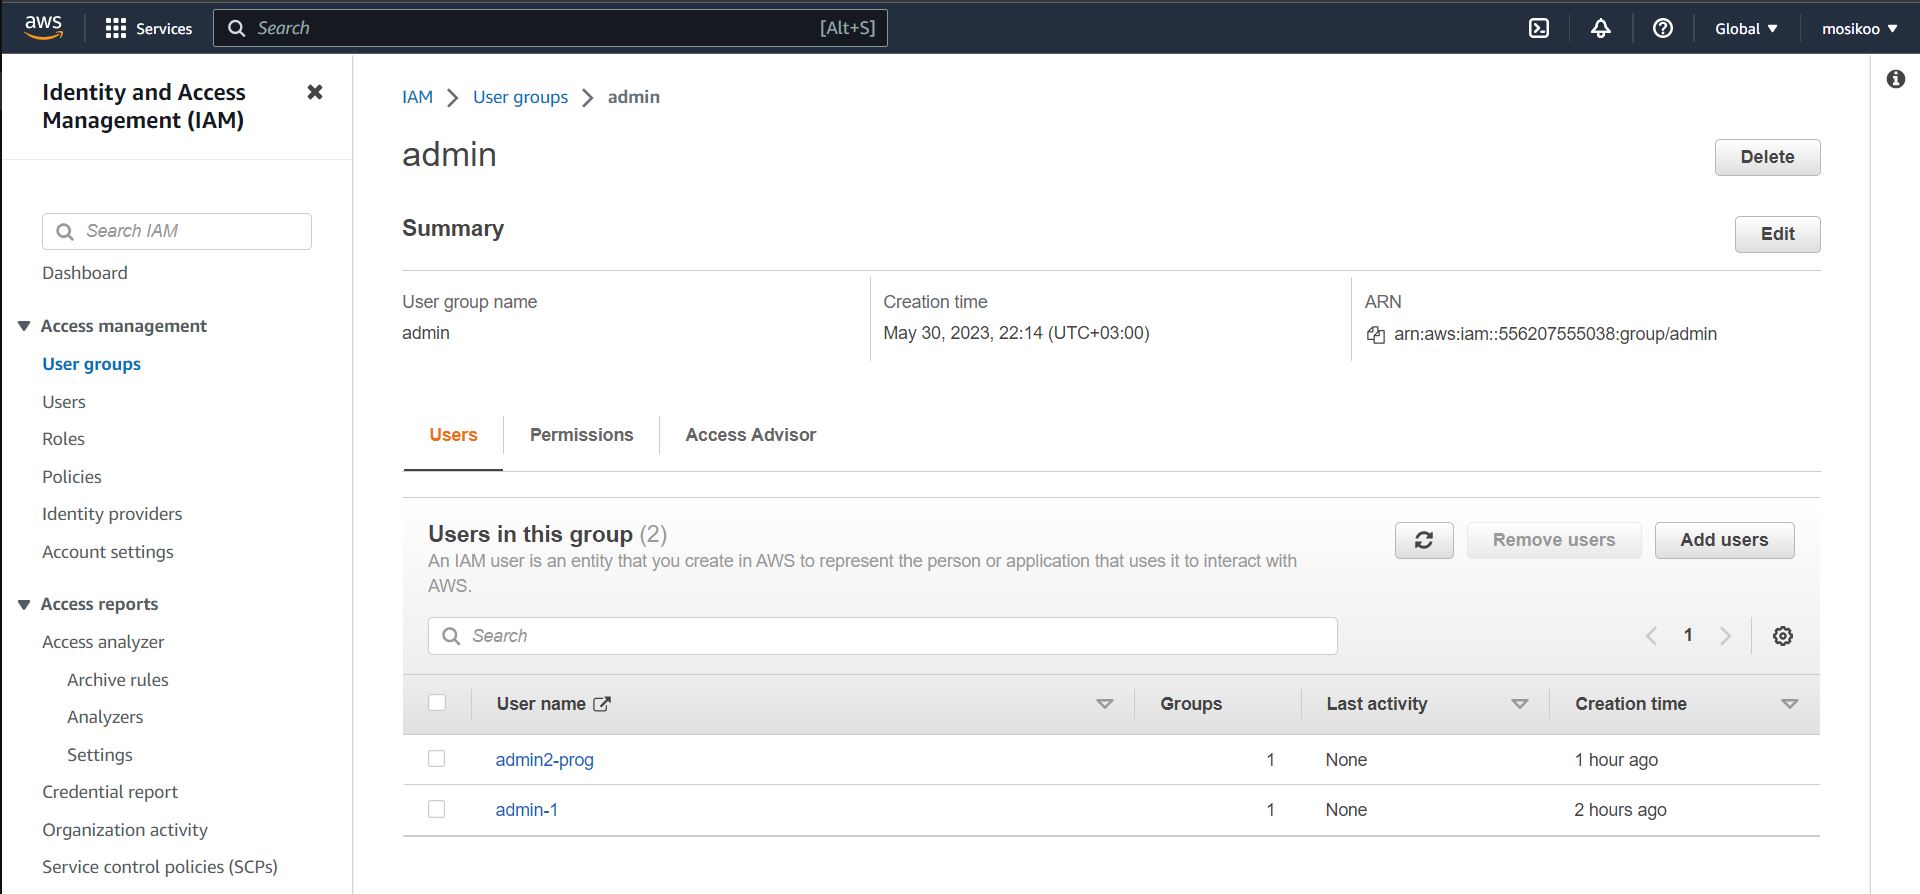 aws
Services
Search
[Alt+S]
Global
mosikoo
Identity and Access
Management (IAM)
Search IAM
Dashboard
Access management
User groups
Users
Roles
Policies
Identity providers
Account settings
Access reports
Access analyzer
Archive rules
Analyzers
Settings
Credential report
Organization activity
Service control policies (SCPs)
IAM > User groups > admin
admin
Delete
Summary
Edit
User group name
admin
Creation time
May 30, 2023, 22:14 (UTC+03:00)
ARN
arn:aws:iam::556207555038:group/admin
Users
Permissions
Access Advisor
Users in this group (2)
An IAM user is an entity that you create in AWS to represent the person or application that uses it to interact with
AWS.
Remove users
Add users
Search
1
User name Groups Last activity Creation time
admin2-prog 1 None 1 hour ago
admin-1 1 None 2 hours ago